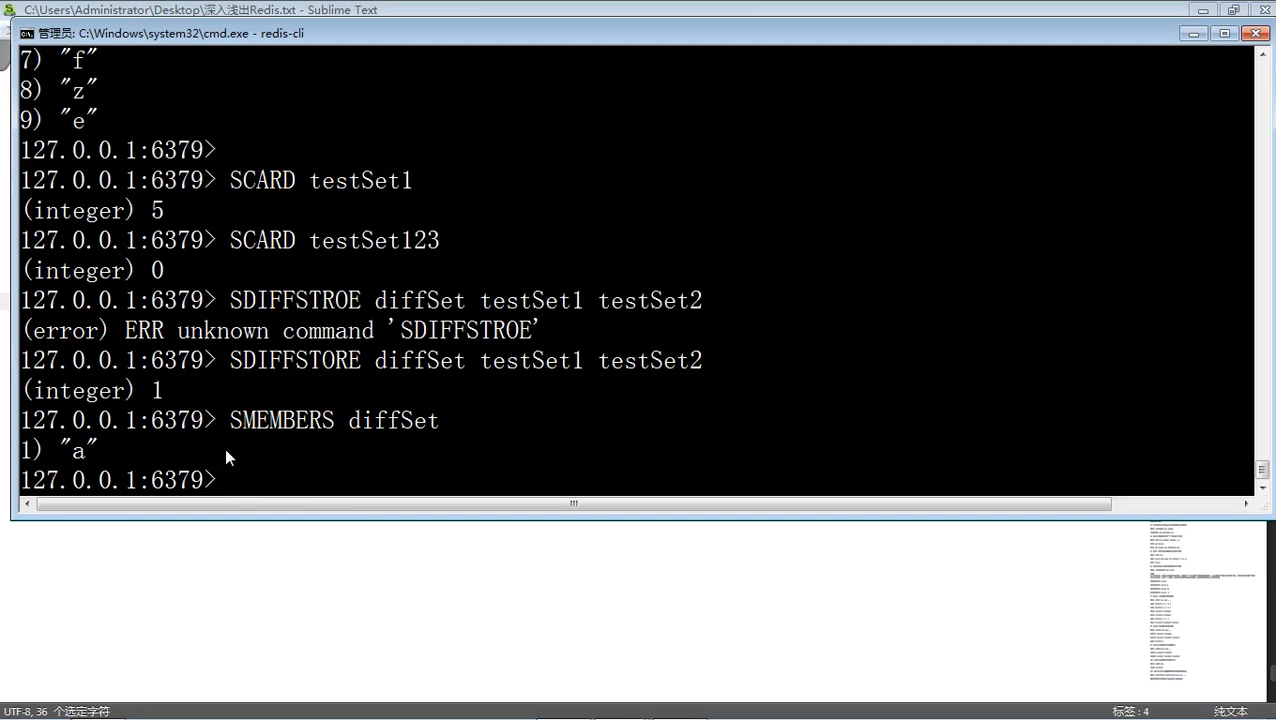 C:\Users\Administrator\Desktop\深入浅出Redis.txt - Sublime Text
管理员: C:\Windows\system32\cmd.exe - redis-cli
7) "f"
8) "z"
9) "e"
127.0.0.1:6379>
127.0.0.1:6379> SCARD testSet1
(integer) 5
127.0.0.1:6379> SCARD testSet123
(integer) 0
127.0.0.1:6379> SDIFFSTROE diffSet testSet1 testSet2
(error) ERR unknown command 'SDIFFSTROE'
127.0.0.1:6379> SDIFFSTORE diffSet testSet1 testSet2
(integer) 1
127.0.0.1:6379> SMEMBERS diffSet
1) "a"
127.0.0.1:6379>
UTF-8, 36 个选定字符
标签: 4
纯文本